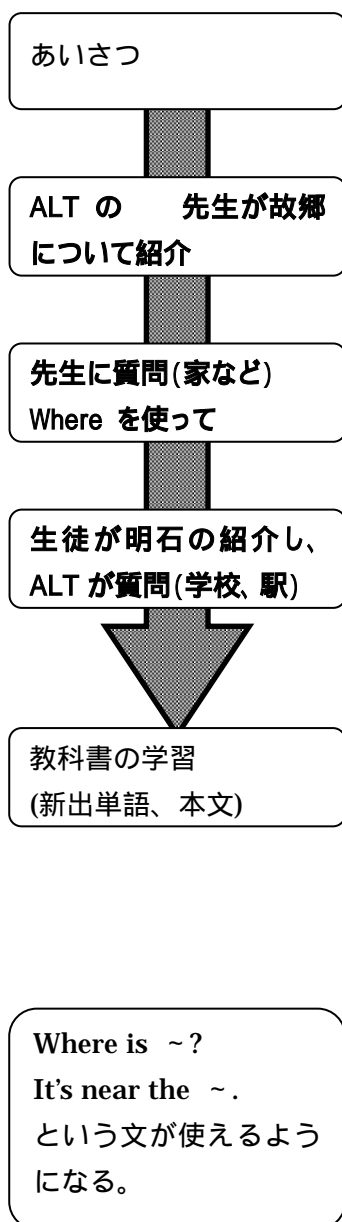 あいさつ
ALT の　　先生が故郷
について紹介
先生に質問(家など)
Where を使って
生徒が明石の紹介し、
ALT が質問(学校、駅)
教科書の学習
(新出単語、本文)
Where is ~?
It's near the ~.
という文が使えるよう
になる。